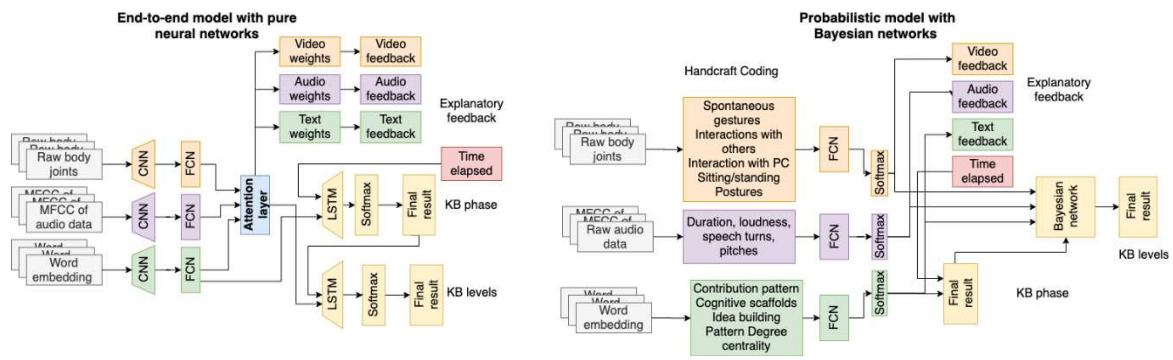 End-to-end model with pure
neural networks
Video
weights
Video
feedback
Audio
weights
Audio
feedback
Text
weights
Text
feedback
Explanatory
feedback
Raw body
joints
CNN
FCN
MFCC of
MFCC of
audio data
CNN
FCN
Word
Word
embedding
CNN
FCN
Attention
layer
Time
elapsed
LSTM
Softmax
Final
result
KB phase
LSTM
Softmax
Final
result
KB levels
Probabilistic model with
Bayesian networks
Handcraft Coding
Video
feedback
Audio
feedback
Text
feedback
Time
elapsed
Explanatory
feedback
Raw body
joints
Spontaneous
gestures
Interactions with
others
Interaction with PC
Sitting/standing
Postures
FCN
Softmax
MFCC of
Raw audio
data
Duration, loudness,
speech turns,
pitches
FCN
Softmax
Word
Word
embedding
Contribution pattern
Cognitive scaffolds
Idea building
Pattern Degree
centrality
FCN
Softmax
Final
result
KB phase
Bayesian
network
Final
result
KB levels